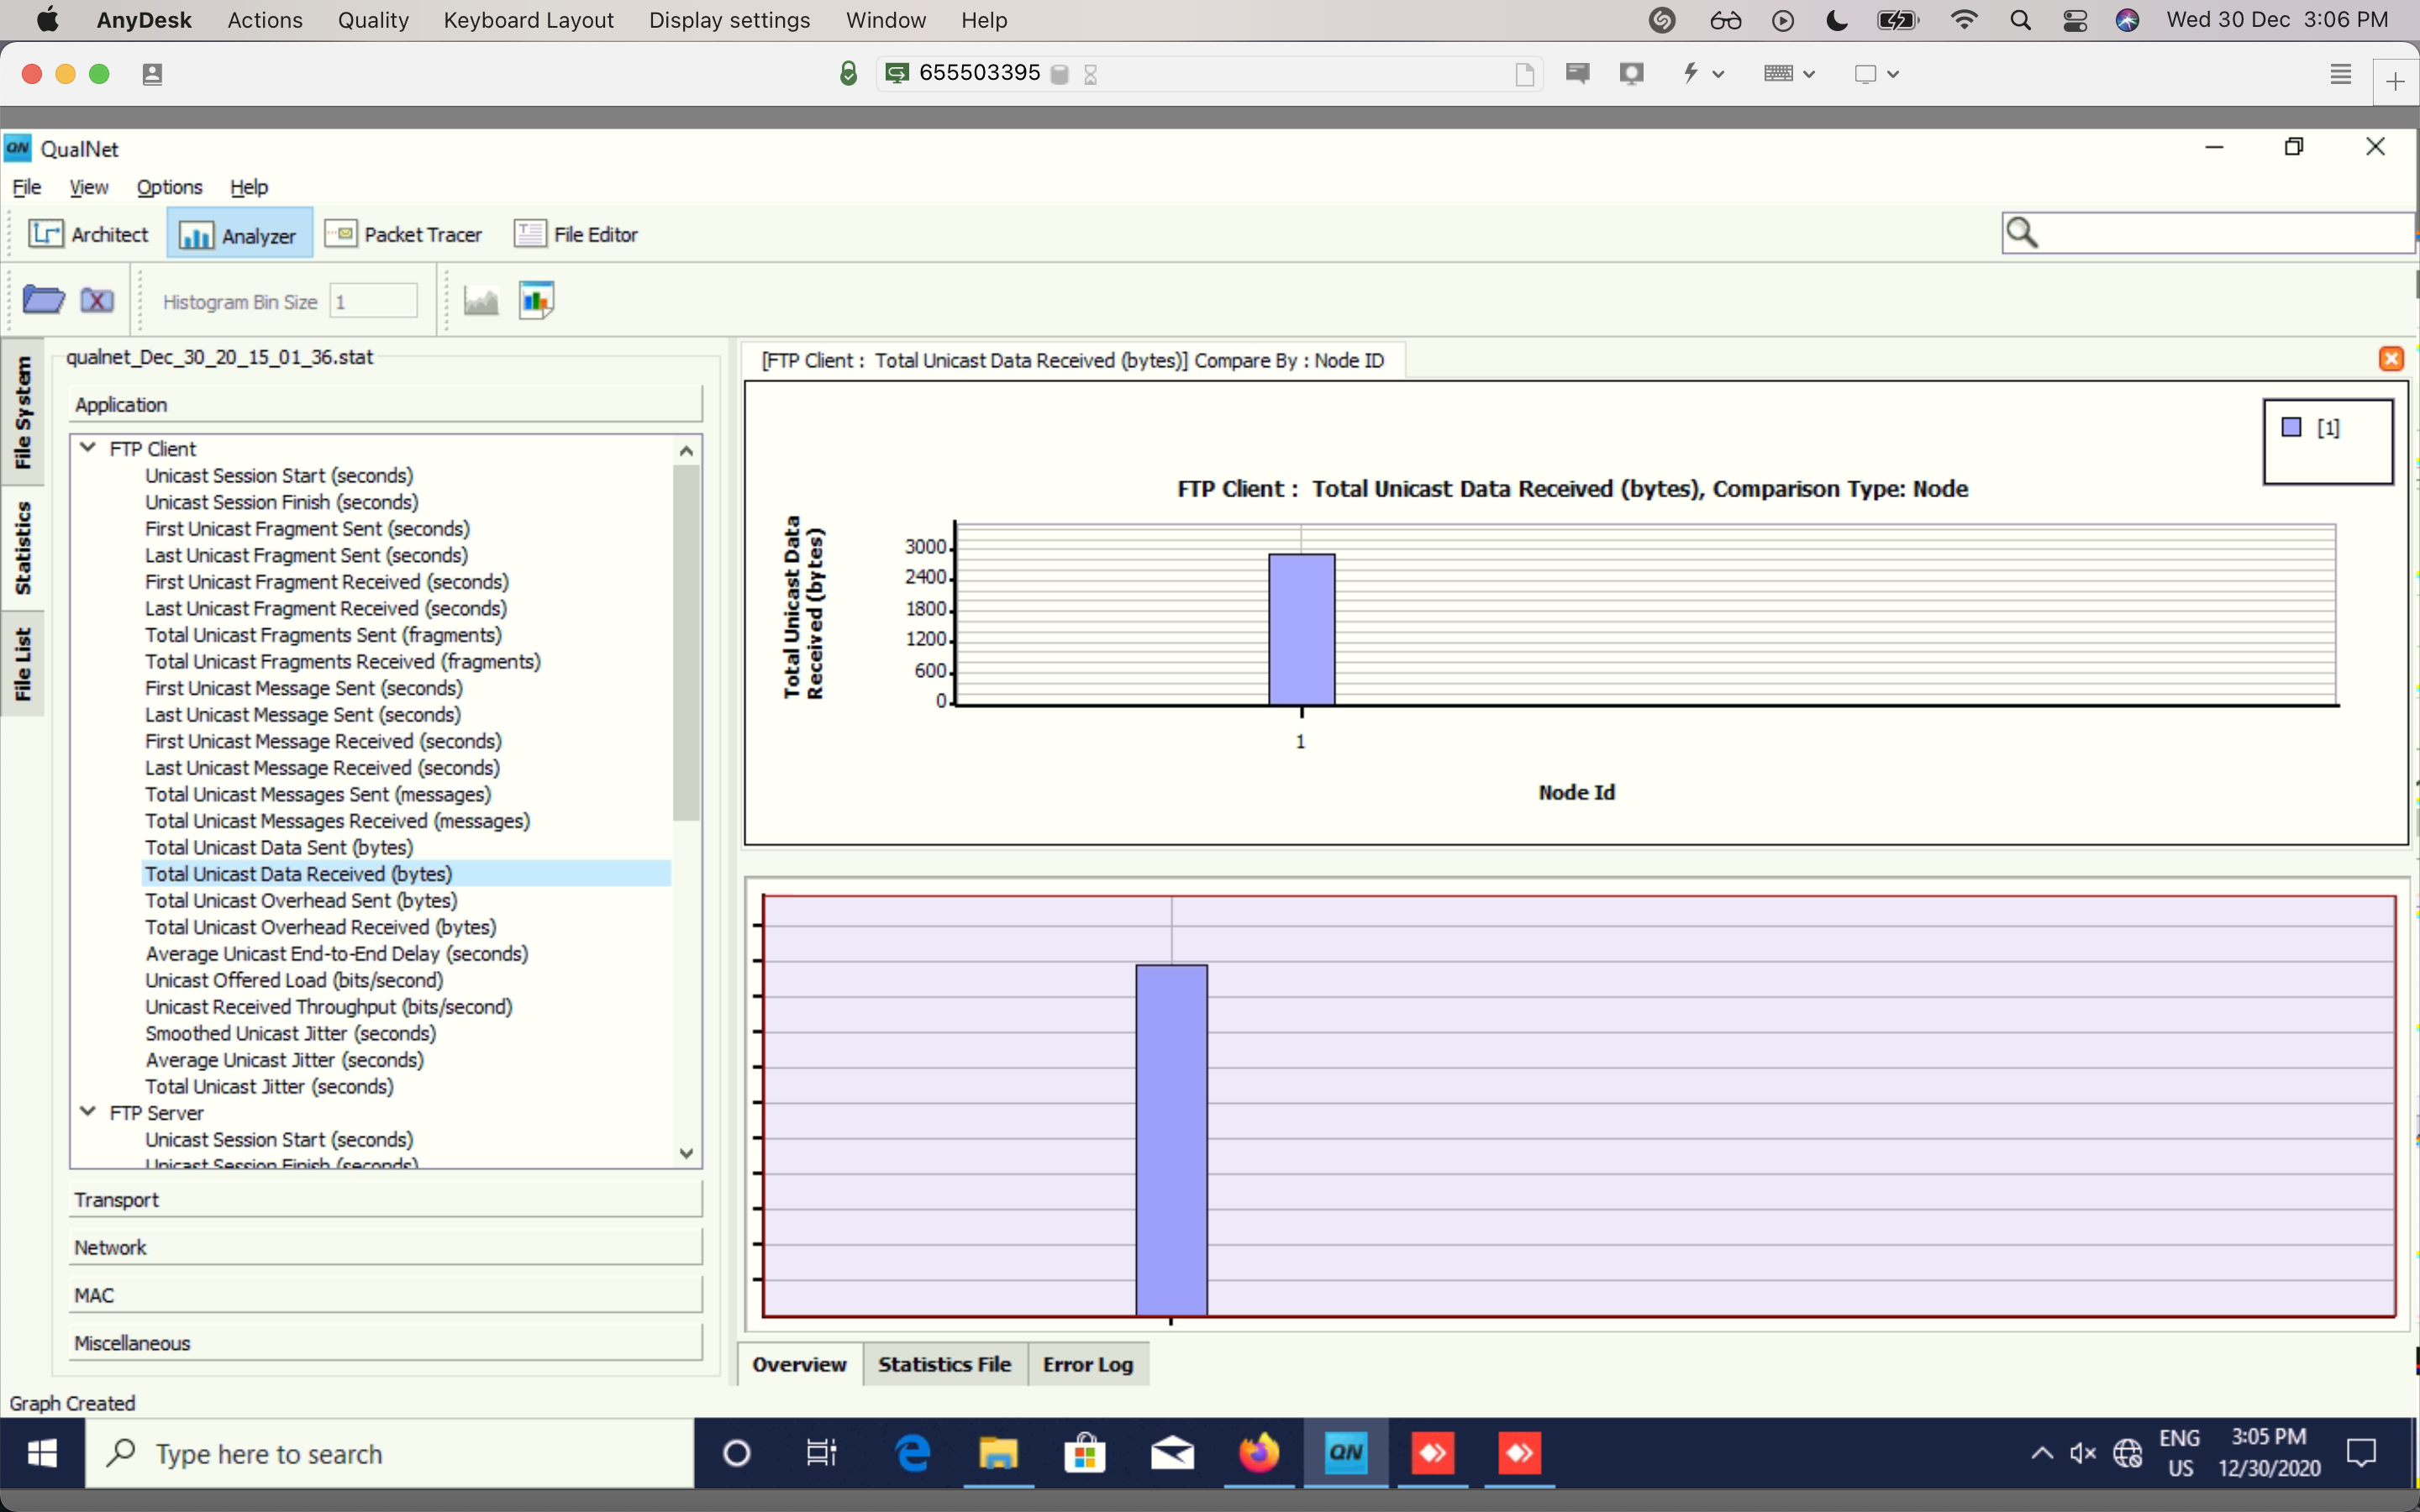 AnyDesk Actions Quality Keyboard Layout Display settings Window Help Wed 30 Dec 3:06 PM
655503395
QN QualNet
File View Options Help
Architect Analyzer Packet Tracer File Editor
Histogram Bin Size 1
File System
Statistics
File List
qualnet_Dec_30_20_15_01_36.stat
Application
FTP Client
Unicast Session Start (seconds)
Unicast Session Finish (seconds)
First Unicast Fragment Sent (seconds)
Last Unicast Fragment Sent (seconds)
First Unicast Fragment Received (seconds)
Last Unicast Fragment Received (seconds)
Total Unicast Fragments Sent (fragments)
Total Unicast Fragments Received (fragments)
First Unicast Message Sent (seconds)
Last Unicast Message Sent (seconds)
First Unicast Message Received (seconds)
Last Unicast Message Received (seconds)
Total Unicast Messages Sent (messages)
Total Unicast Messages Received (messages)
Total Unicast Data Sent (bytes)
Total Unicast Data Received (bytes)
Total Unicast Overhead Sent (bytes)
Total Unicast Overhead Received (bytes)
Average Unicast End-to-End Delay (seconds)
Unicast Offered Load (bits/second)
Unicast Received Throughput (bits/second)
Smoothed Unicast Jitter (seconds)
Average Unicast Jitter (seconds)
Total Unicast Jitter (seconds)
FTP Server
Unicast Session Start (seconds)
Unicast Session Finish (seconds)
Transport
Network
MAC
Miscellaneous
[FTP Client : Total Unicast Data Received (bytes)] Compare By : Node ID
[1]
FTP Client : Total Unicast Data Received (bytes), Comparison Type: Node
Total Unicast Data
Received (bytes)
3000
2400
1800
1200
600
0
1
Node Id
Overview Statistics File Error Log
Graph Created
Type here to search
QN
ENG
US
3:05 PM
12/30/2020